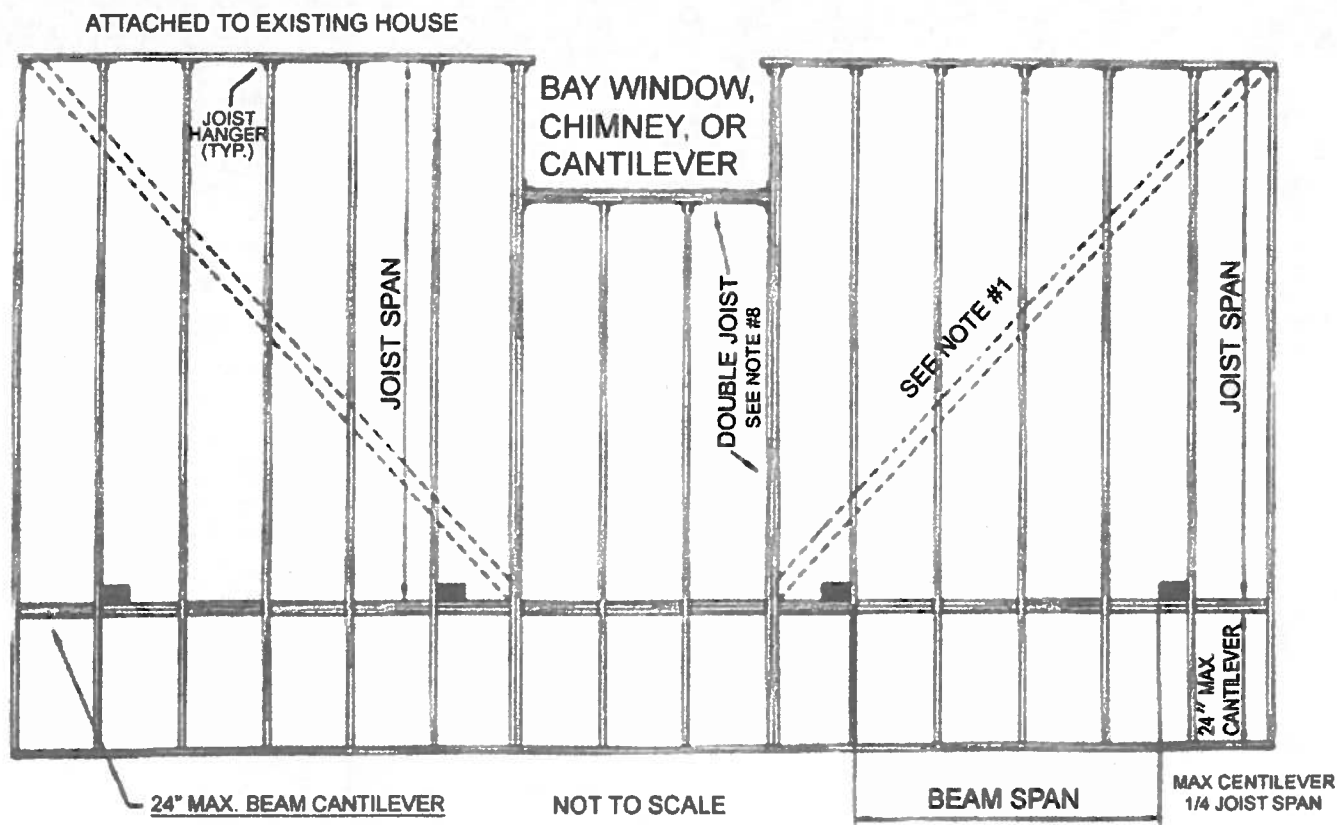 ATTACHED TO EXISTING HOUSE
JOIST
HANGER
(TYP.)
BAY WINDOW,
CHIMNEY, OR
CANTILEVER
JOIST SPAN
DOUBLE JOIST
SEE NOTE #8
SEE NOTE #1
JOIST SPAN
24" MAX.
CANTILEVER
24" MAX. BEAM CANTILEVER
NOT TO SCALE
BEAM SPAN
MAX CENTILEVER
1/4 JOIST SPAN